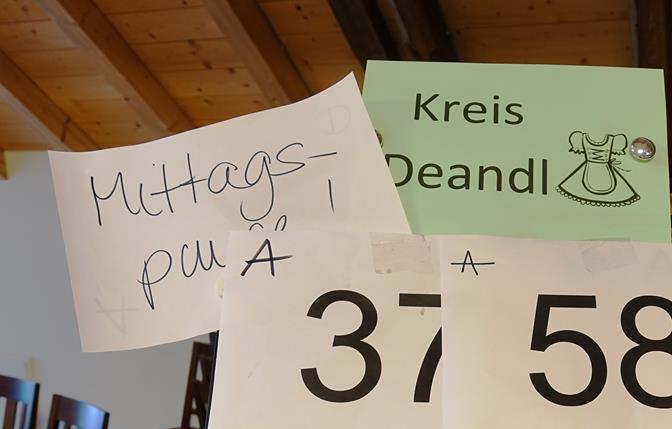 Mittags-
Kreis
Deandl
A
37
A
58